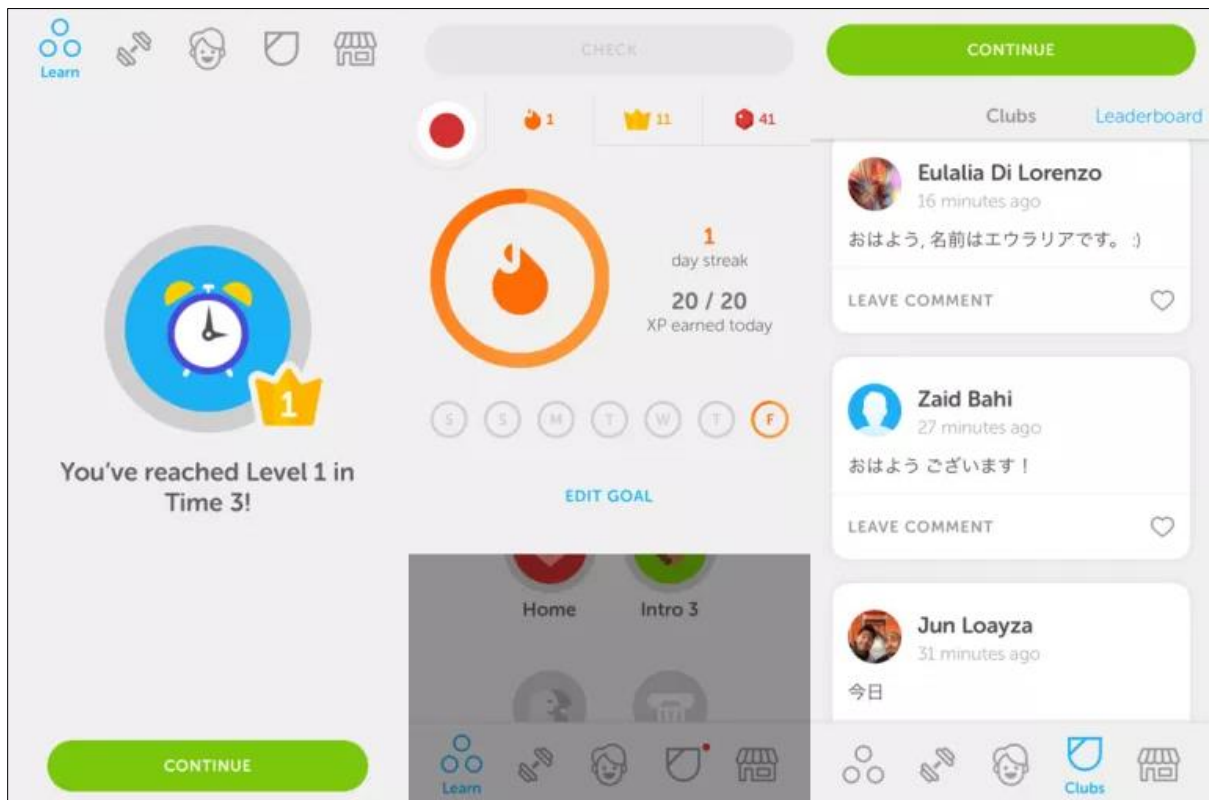 Learn
You've reached Level 1 in
Time 3!
CONTINUE
CHECK
1
11
41
1
day streak
20 / 20
XP earned today
S S M T W T F
EDIT GOAL
Home
Intro 3
Learn
CONTINUE
Clubs
Leaderboard
Eulalia Di Lorenzo
16 minutes ago
おはよう, 名前はエウラリアです。 :)
LEAVE COMMENT
Zaid Bahi
27 minutes ago
おはよう ございます！
LEAVE COMMENT
Jun Loayza
31 minutes ago
今日
Clubs
1